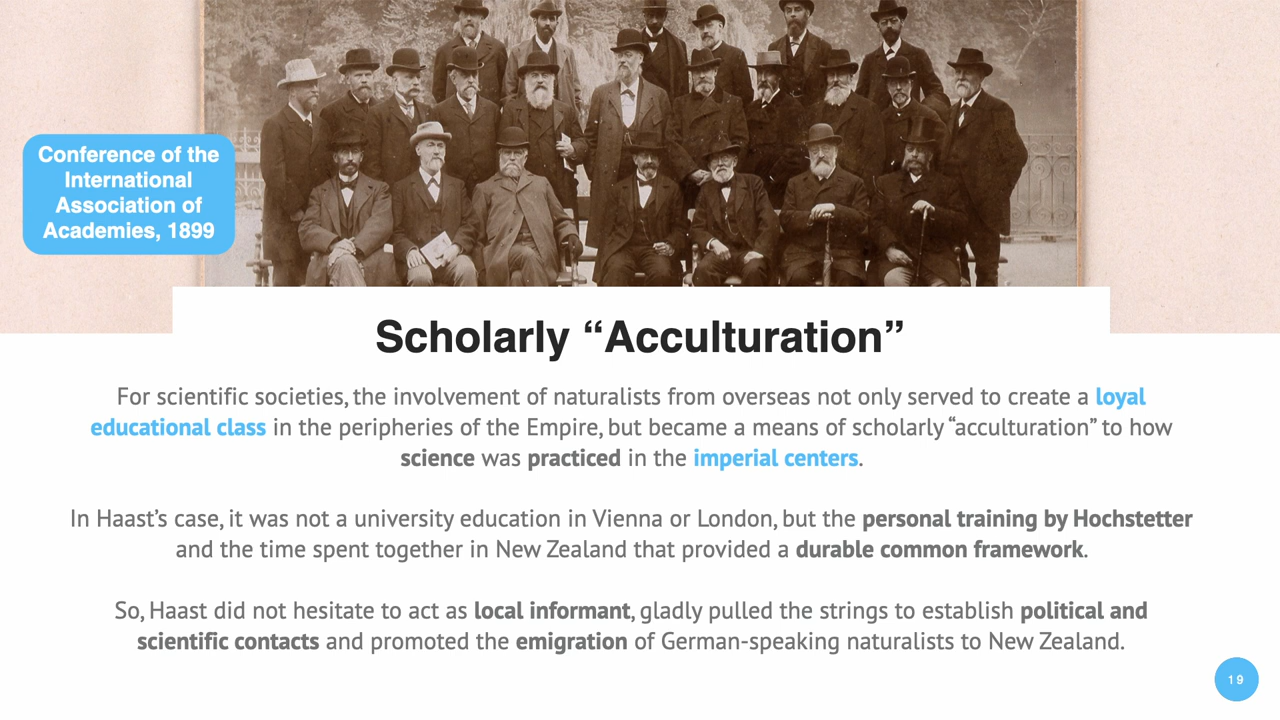 Conference of the
International
Association of
Academies, 1899
Scholarly “Acculturation”
For scientific societies, the involvement of naturalists from overseas not only served to create a loyal
educational class in the peripheries of the Empire, but became a means of scholarly “acculturation” to how
science was practiced in the imperial centers.
In Haast’s case, it was not a university education in Vienna or London, but the personal training by Hochstetter
and the time spent together in New Zealand that provided a durable common framework.
So, Haast did not hesitate to act as local informant, gladly pulled the strings to establish political and
scientific contacts and promoted the emigration of German-speaking naturalists to New Zealand.
19